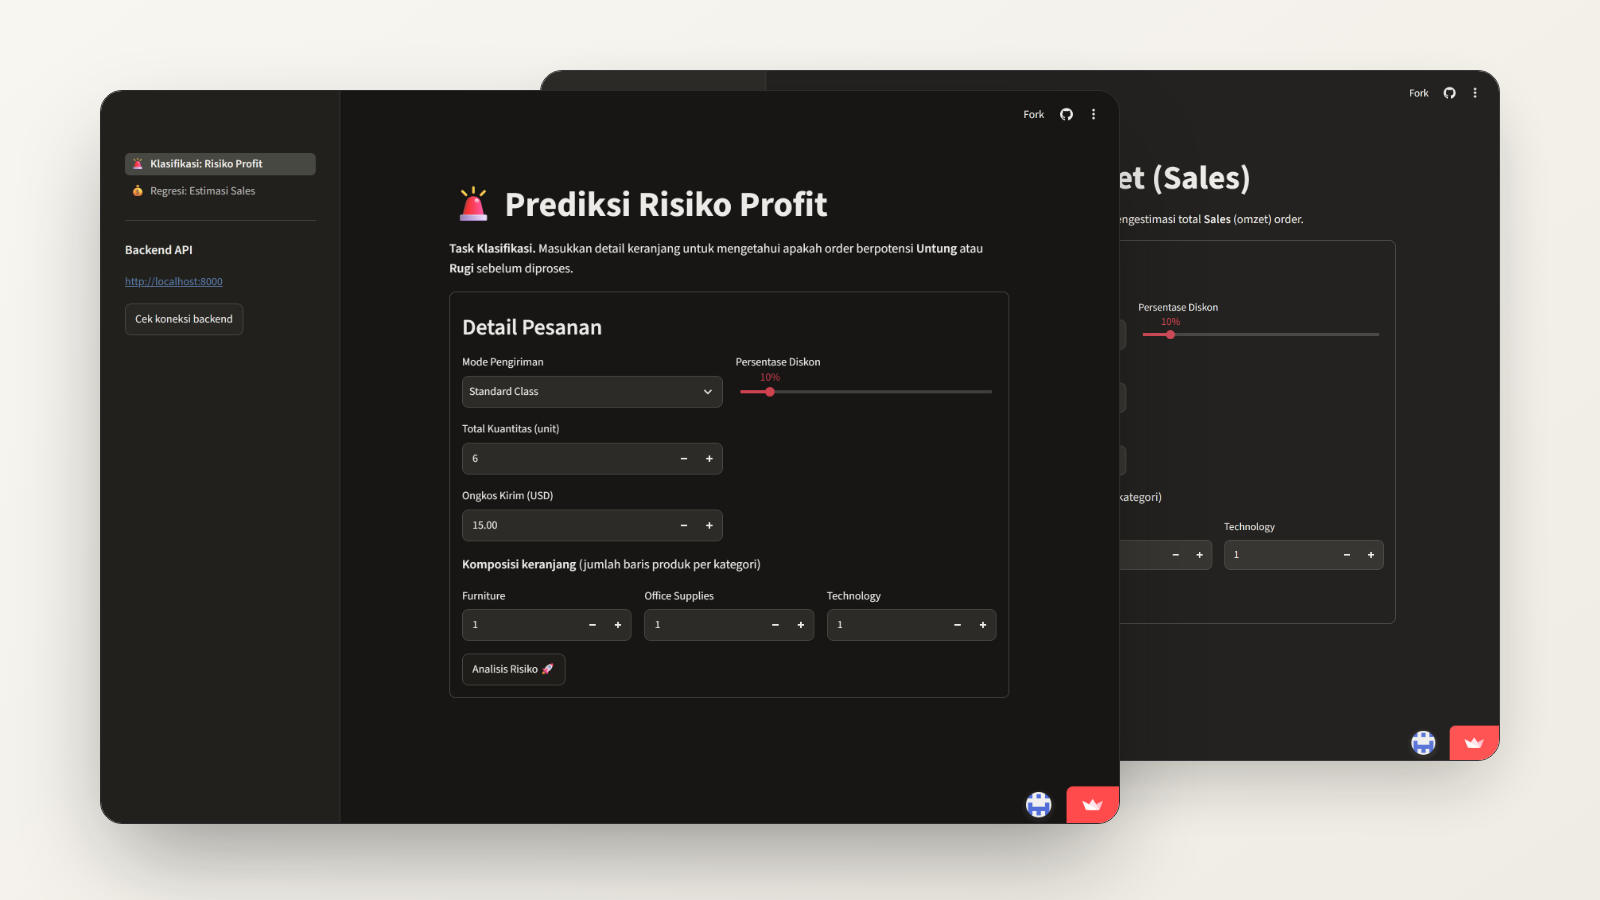 Fork
Klasifikasi: Risiko Profit
Regresi: Estimasi Sales
Backend API
http://localhost:8000
Cek koneksi backend
Prediksi Risiko Profit
Task Klasifikasi. Masukkan detail keranjang untuk mengetahui apakah order berpotensi Untung atau
Rugi sebelum diproses.
Detail Pesanan
Mode Pengiriman
Standard Class
Persentase Diskon
10%
Total Kuantitas (unit)
6
Ongkos Kirim (USD)
15.00
Komposisi keranjang (jumlah baris produk per kategori)
Furniture
1
Office Supplies
1
Technology
1
Analisis Risiko
Fork
(Sales)
total Sales (omzet) order.
Persentase Diskon
10%
kategori)
Technology
1